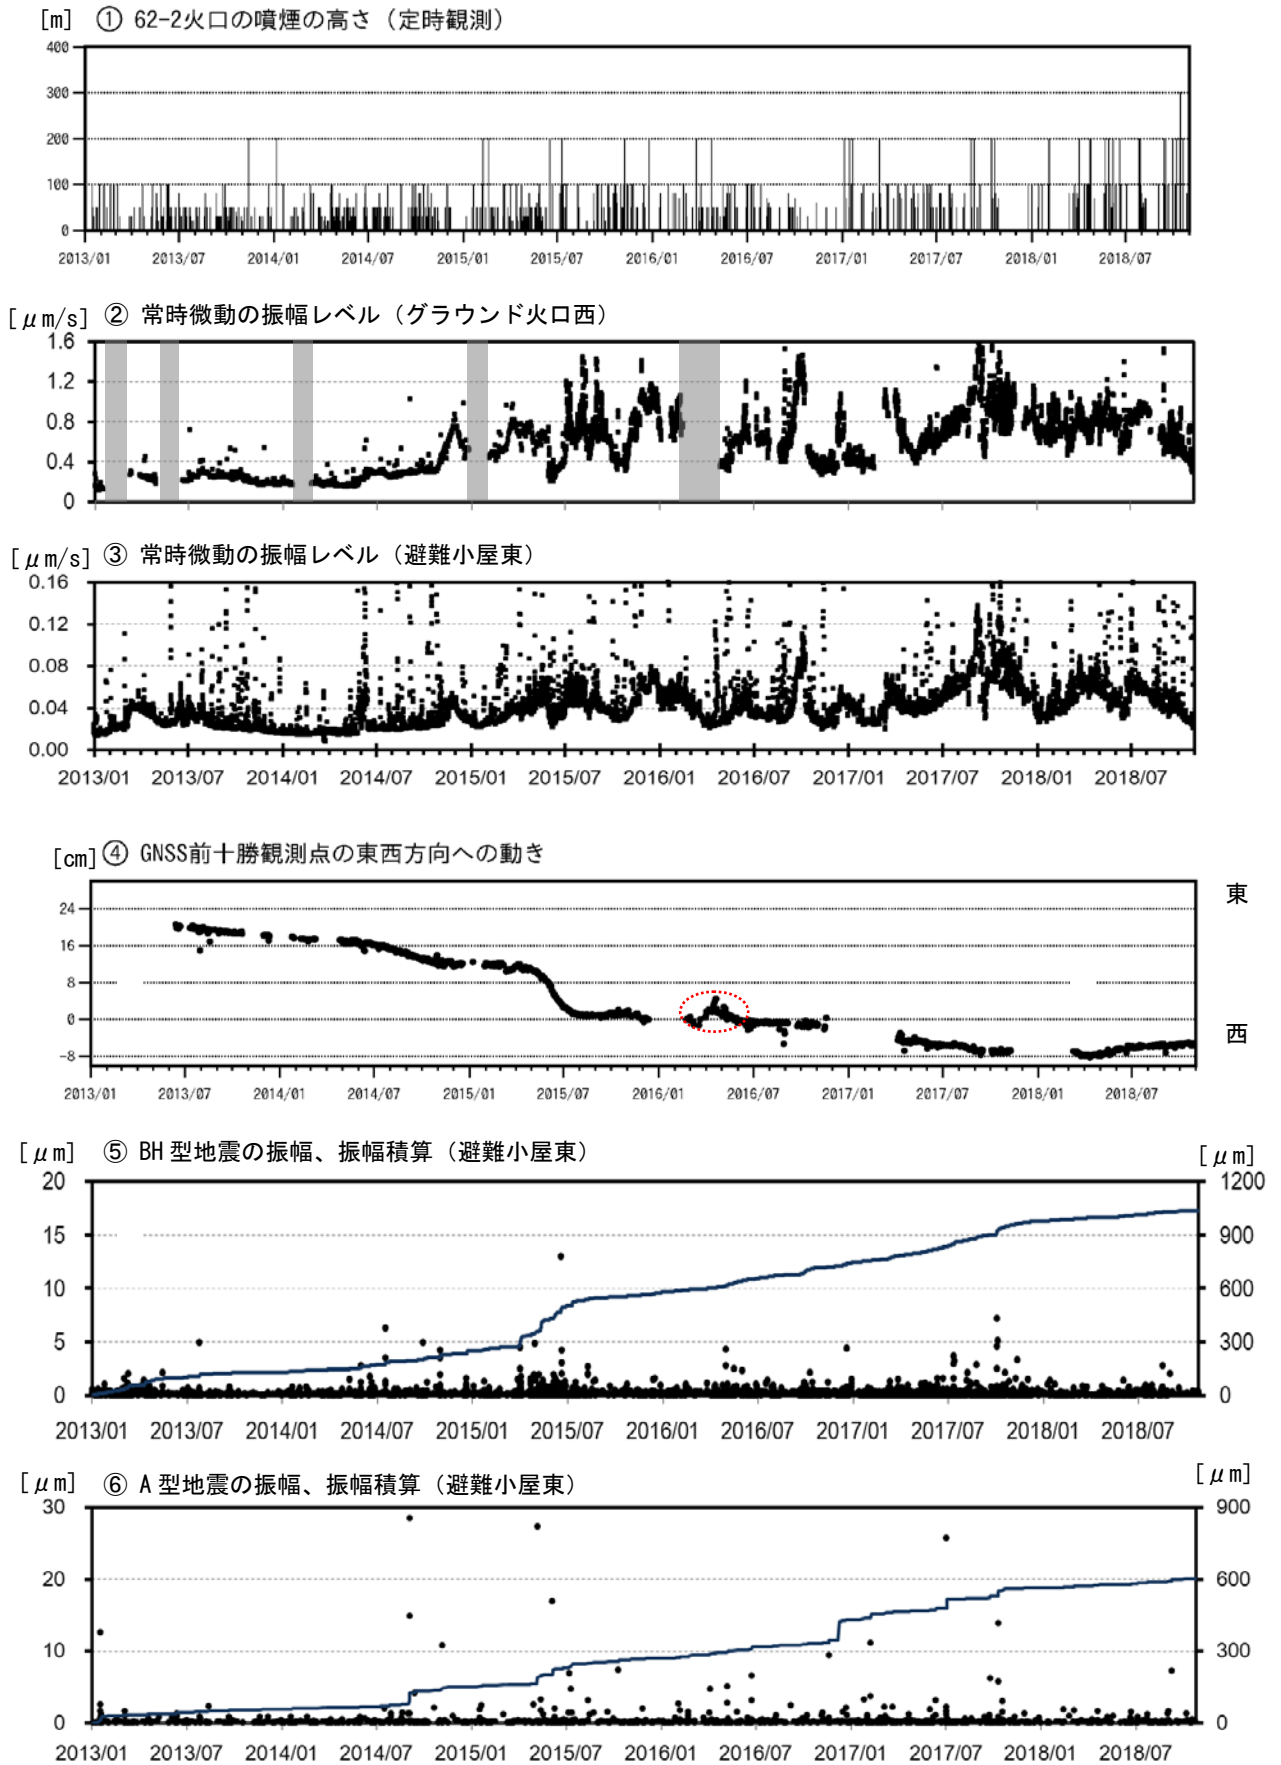 [m] ① 62-2火口の噴煙の高さ（定時観測）
400
300
200
100
0
2013/01 2013/07 2014/01 2014/07 2015/01 2015/07 2016/01 2016/07 2017/01 2017/07 2018/01 2018/07
[μm/s] ② 常時微動の振幅レベル（グラウンド火口西）
1.6
1.2
0.8
0.4
0
[μm/s] ③ 常時微動の振幅レベル（避難小屋東）
0.16
0.12
0.08
0.04
0.00
2013/01 2013/07 2014/01 2014/07 2015/01 2015/07 2016/01 2016/07 2017/01 2017/07 2018/01 2018/07
[cm] ④ GNSS前十勝観測点の東西方向への動き
東
24
16
8
0
西
-8
2013/01 2013/07 2014/01 2014/07 2015/01 2015/07 2016/01 2016/07 2017/01 2017/07 2018/01 2018/07
[μm] ⑤ BH型地震の振幅、振幅積算（避難小屋東） [μm]
20 1200
15 900
10 600
5 300
0 0
2013/01 2013/07 2014/01 2014/07 2015/01 2015/07 2016/01 2016/07 2017/01 2017/07 2018/01 2018/07
[μm] ⑥ A型地震の振幅、振幅積算（避難小屋東） [μm]
30 900
20 600
10 300
0 0
2013/01 2013/07 2014/01 2014/07 2015/01 2015/07 2016/01 2016/07 2017/01 2017/07 2018/01 2018/07